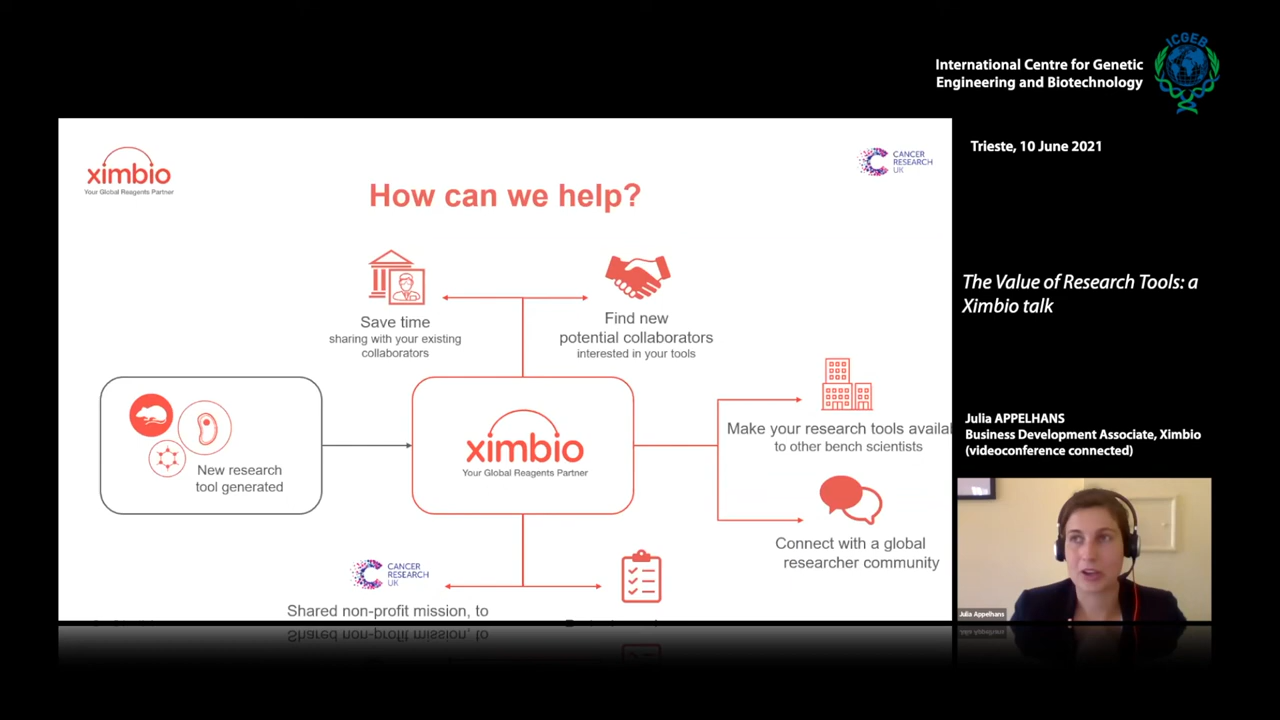 International Centre for Genetic
Engineering and Biotechnology
ICGEB
Trieste, 10 June 2021
ximbio
Your Global Reagents Partner
CANCER
RESEARCH
UK
How can we help?
Save time
sharing with your existing
collaborators
Find new
potential collaborators
interested in your tools
The Value of Research Tools: a
Ximbio talk
New research
tool generated
ximbio
Your Global Reagents Partner
Make your research tools availal
to other bench scientists
Connect with a global
researcher community
Julia APPELHANS
Business Development Associate, Ximbio
(videoconference connected)
CANCER
RESEARCH
UK
Shared non-profit mission, to
Julia Appelhans